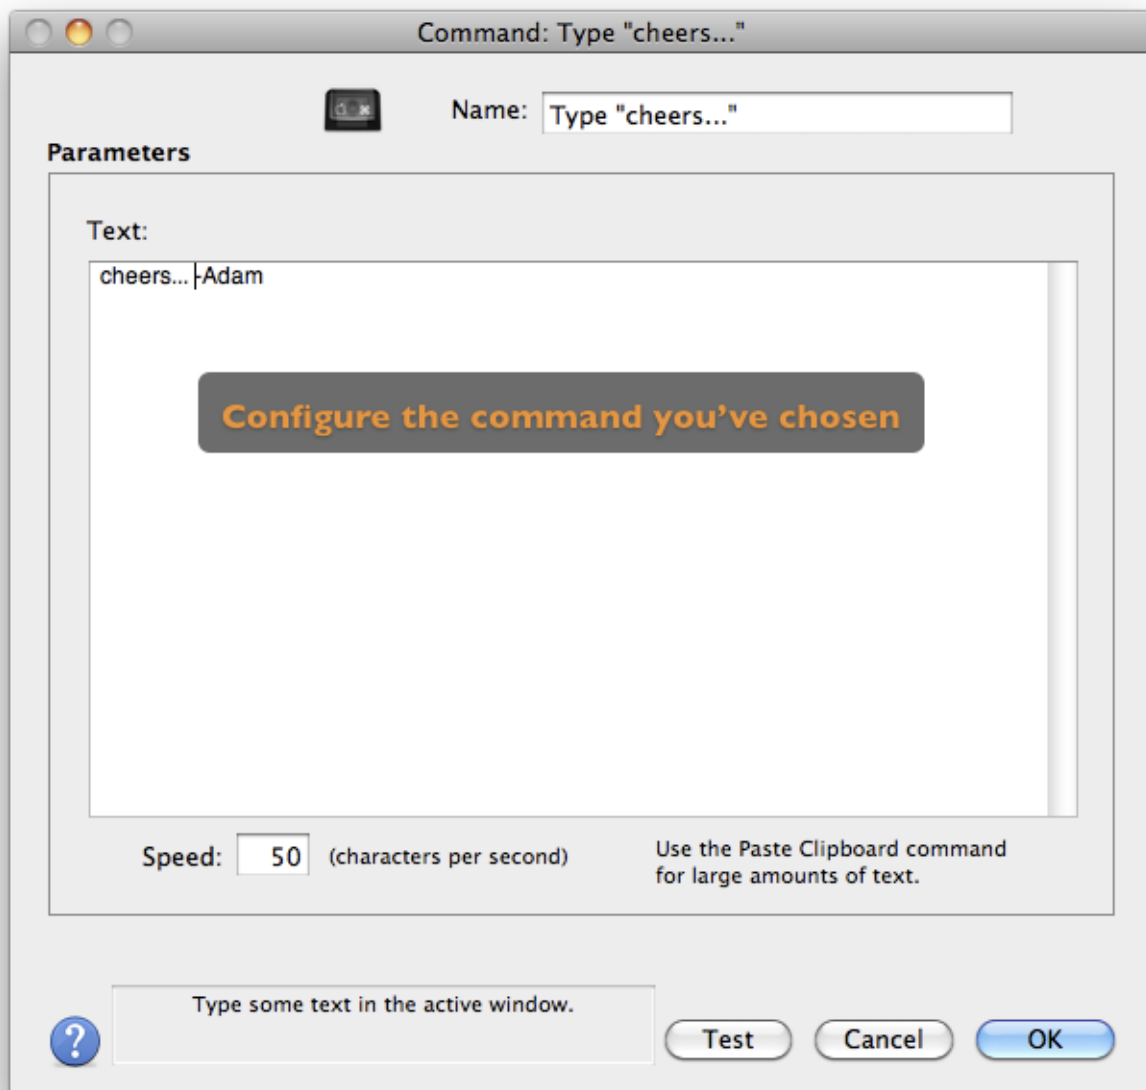 Command: Type "cheers..."
Name: Type "cheers..."
Parameters
Text:
cheers... -Adam
Configure the command you’ve chosen
Speed: 50 (characters per second)
Use the Paste Clipboard command
for large amounts of text.
Type some text in the active window.
? Test Cancel OK